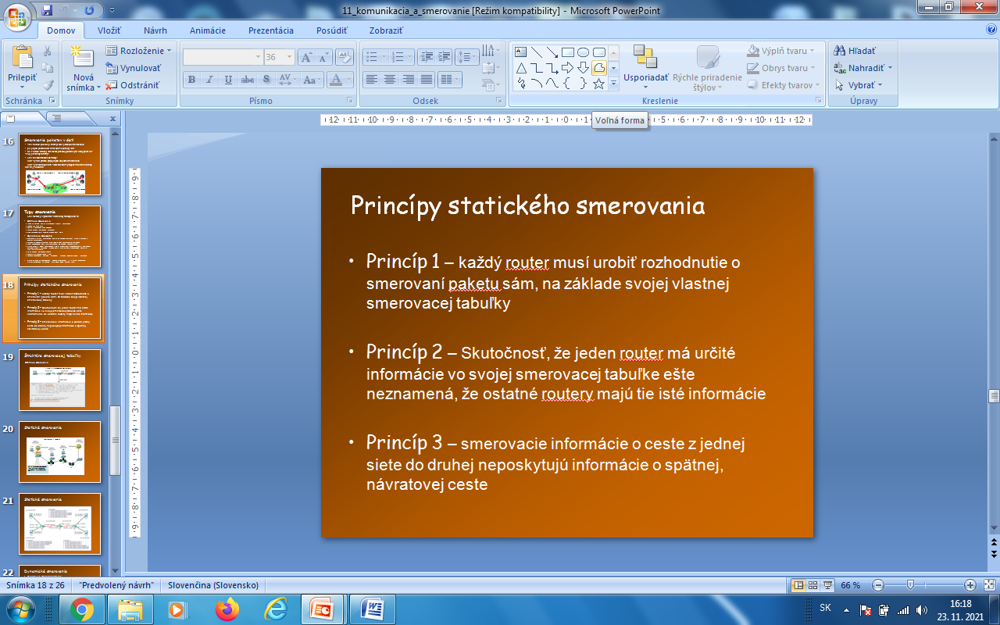 11_komunikacia_a_smerovanie [Režim kompatibility] - Microsoft PowerPoint
Domov Vložiť Návrh Animácie Prezentácia Posúdiť Zobraziť
Prilepiť
Schránka
Nová snímka
Rozloženie
Vynulovať
Odstrániť
Snímky
36
B I U abc S AV Aa A
Písmo
Odsek
Usporiadať
Rýchle priradenie štýlov
Výplň tvaru
Obrys tvaru
Efekty tvarov
Kreslenie
Hľadať
Nahradiť
Vybrať
Úpravy
Voľná forma
16
Smerovanie paketov v sieti
17
Typy smerovania
18
Princípy statického smerovania
19
Štruktúra smerovacej tabuľky
20
Statické smerovanie
21
Statické smerovanie
22
Dynamické smerovanie
Princípy statického smerovania
• Princíp 1 – každý router musí urobiť rozhodnutie o
smerovaní paketu sám, na základe svojej vlastnej
smerovacej tabuľky
• Princíp 2 – Skutočnosť, že jeden router má určité
informácie vo svojej smerovacej tabuľke ešte
neznamená, že ostatné routery majú tie isté informácie
• Princíp 3 – smerovacie informácie o ceste z jednej
siete do druhej neposkytujú informácie o spätnej,
návratovej ceste
Snímka 18 z 26 "Predvolený návrh" Slovenčina (Slovensko) 66 %
SK 16:18
23. 11. 2021